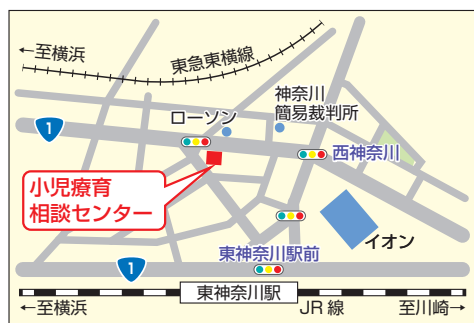 ←至横浜
東急東横線
神奈川
簡易裁判所
ローソン
1
西神奈川
小児療育
相談センター
イオン
東神奈川駅前
1
←至横浜
東神奈川駅
JR線
至川崎→